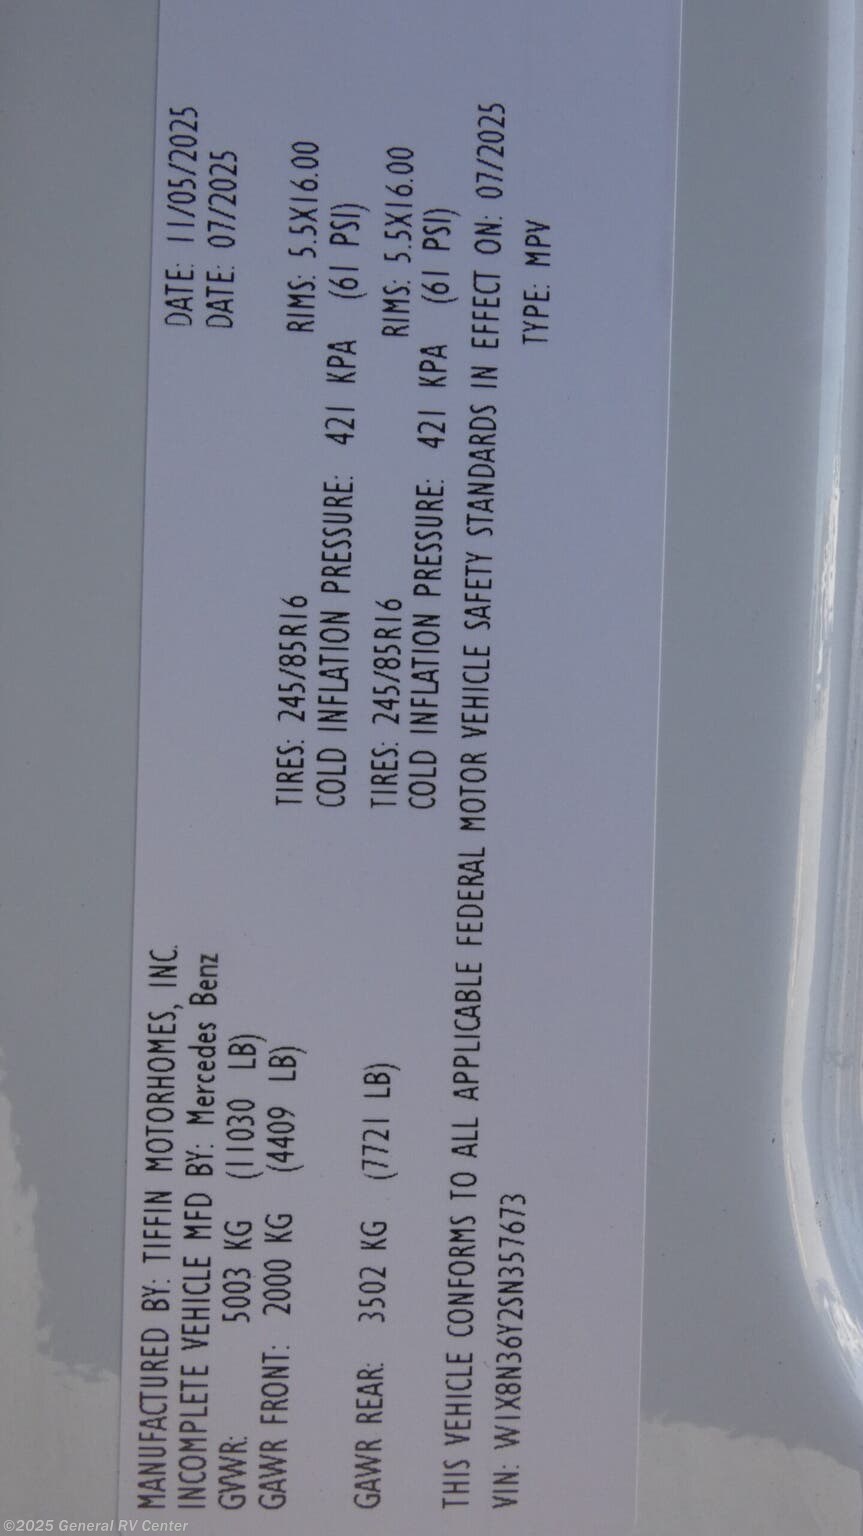 MANUFACTURED BY: TIFFIN MOTORHOMES, INC. DATE: 11/05/2025
INCOMPLETE VEHICLE MFD BY: Mercedes Benz DATE: 07/2025
GVWR: 5003 KG (11030 LB)
GAWR FRONT: 2000 KG (4409 LB) TIRES: 245/85R16 RIMS: 5.5X16.00
COLD INFLATION PRESSURE: 421 KPA (61 PSI)
GAWR REAR: 3502 KG (7721 LB) TIRES: 245/85R16 RIMS: 5.5X16.00
COLD INFLATION PRESSURE: 421 KPA (61 PSI)
THIS VEHICLE CONFORMS TO ALL APPLICABLE FEDERAL MOTOR VEHICLE SAFETY STANDARDS IN EFFECT ON: 07/2025
VIN: W1X8N36Y2SN357673 TYPE: MPV
©2025 General RV Center